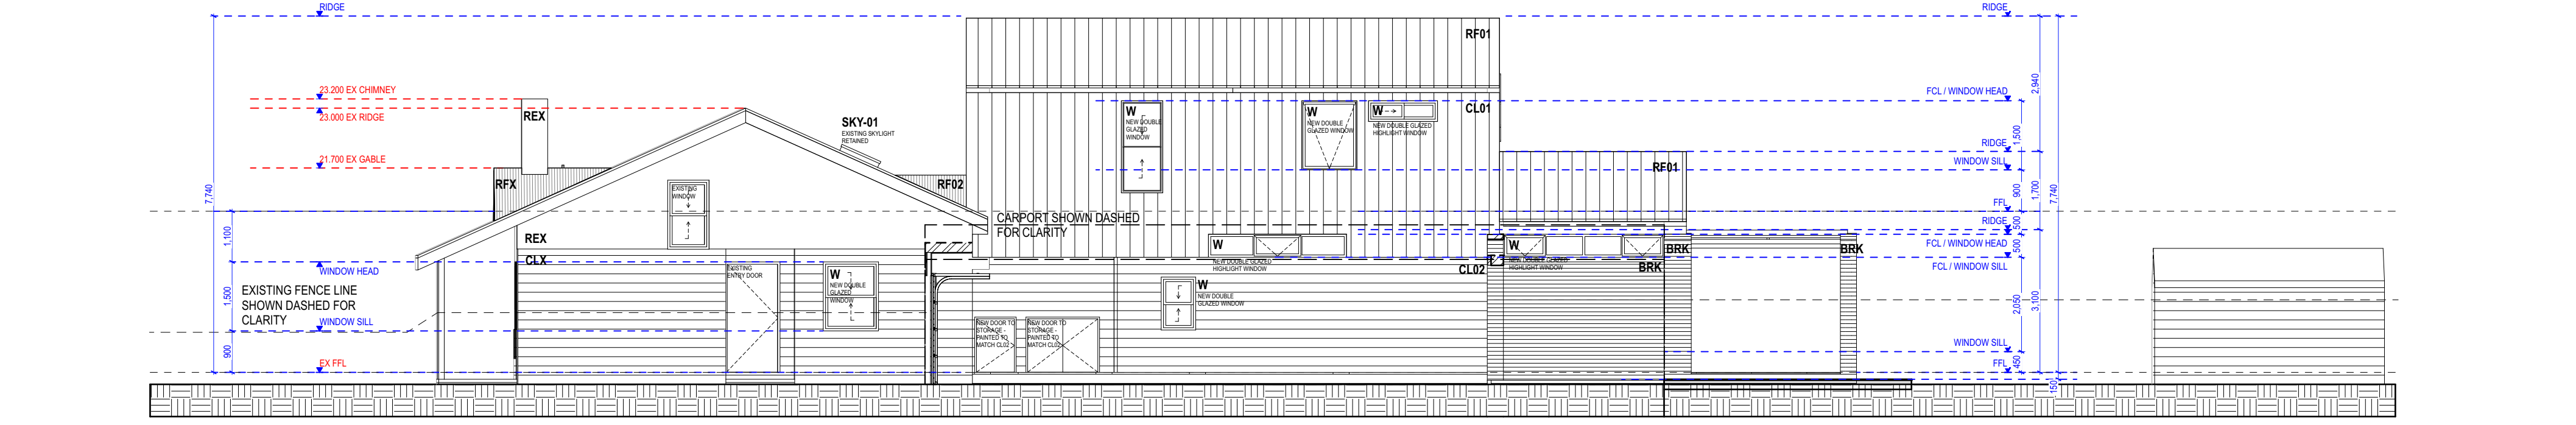 RIDGE
RIDGE
RF01
23.200 EX CHIMNEY
23.000 EX RIDGE
21.700 EX GABLE
REX
SKY-01
EXISTING SKYLIGHT
RETAINED
W
NEW DOUBLE
GLAZED
WINDOW
W
NEW DOUBLE
GLAZED WINDOW
W
NEW DOUBLE GLAZED
HIGHLIGHT WINDOW
CL01
FCL / WINDOW HEAD
2,940
1,500
RIDGE
WINDOW SILL
RF01
RFX
EXISTING
WINDOW
RF02
7,740
900
1,700
7,740
FFL
CARPORT SHOWN DASHED
FOR CLARITY
RIDGE
500
1,100
REX
CLX
W
NEW DOUBLE GLAZED
HIGHLIGHT WINDOW
W
NEW DOUBLE GLAZED
HIGHLIGHT WINDOW
BRK
BRK
BRK
FCL / WINDOW HEAD
500
FCL / WINDOW SILL
WINDOW HEAD
EXISTING
ENTRY DOOR
W
NEW DOUBLE
GLAZED
WINDOW
CL02
EXISTING FENCE LINE
SHOWN DASHED FOR
CLARITY
1,500
W
NEW DOUBLE
GLAZED WINDOW
2,050
3,100
WINDOW SILL
NEW DOOR TO
STORAGE -
PAINTED TO
MATCH CL02
NEW DOOR TO
STORAGE -
PAINTED TO
MATCH CL02
WINDOW SILL
900
EX FFL
450
FFL
150